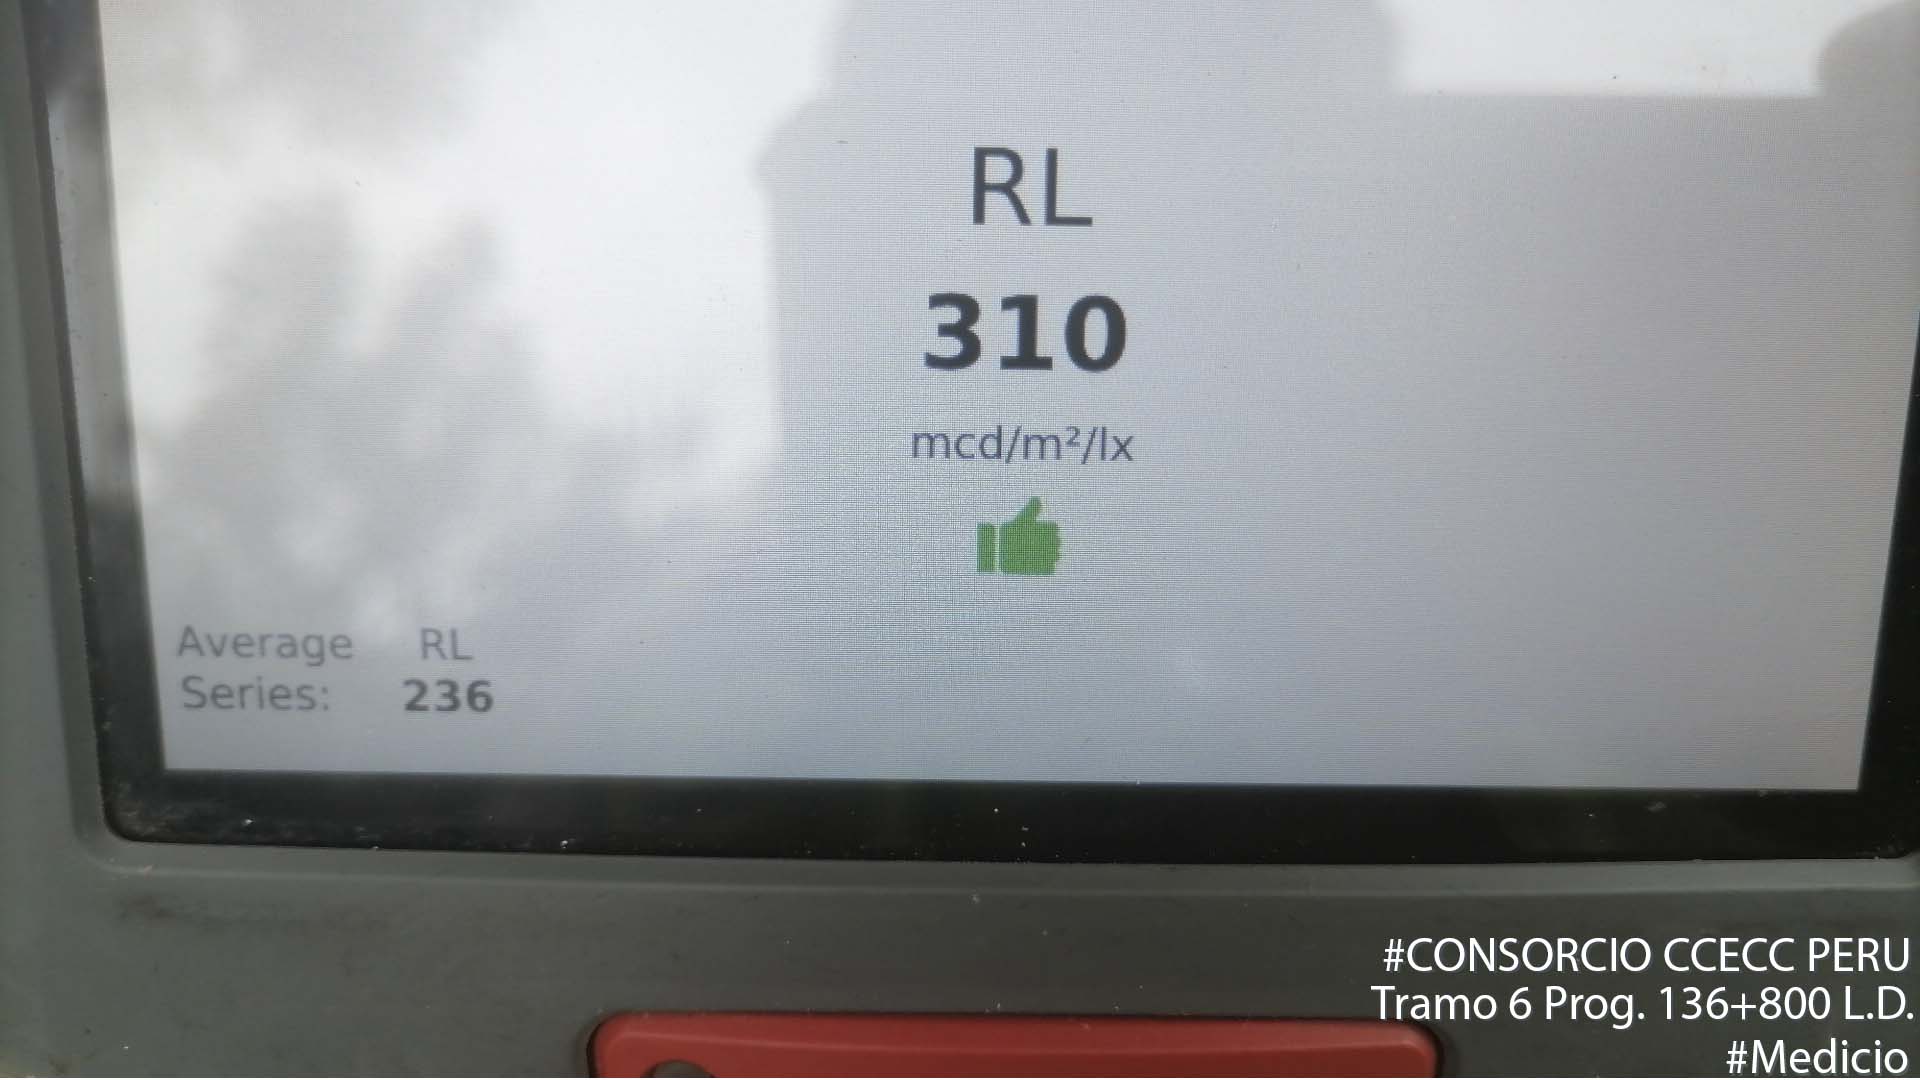 RL
310
mcd/m²/lx
Average RL
Series: 236
#CONSORCIO CCECC PERU
Tramo 6 Prog. 136+800 L.D.
#Medicio